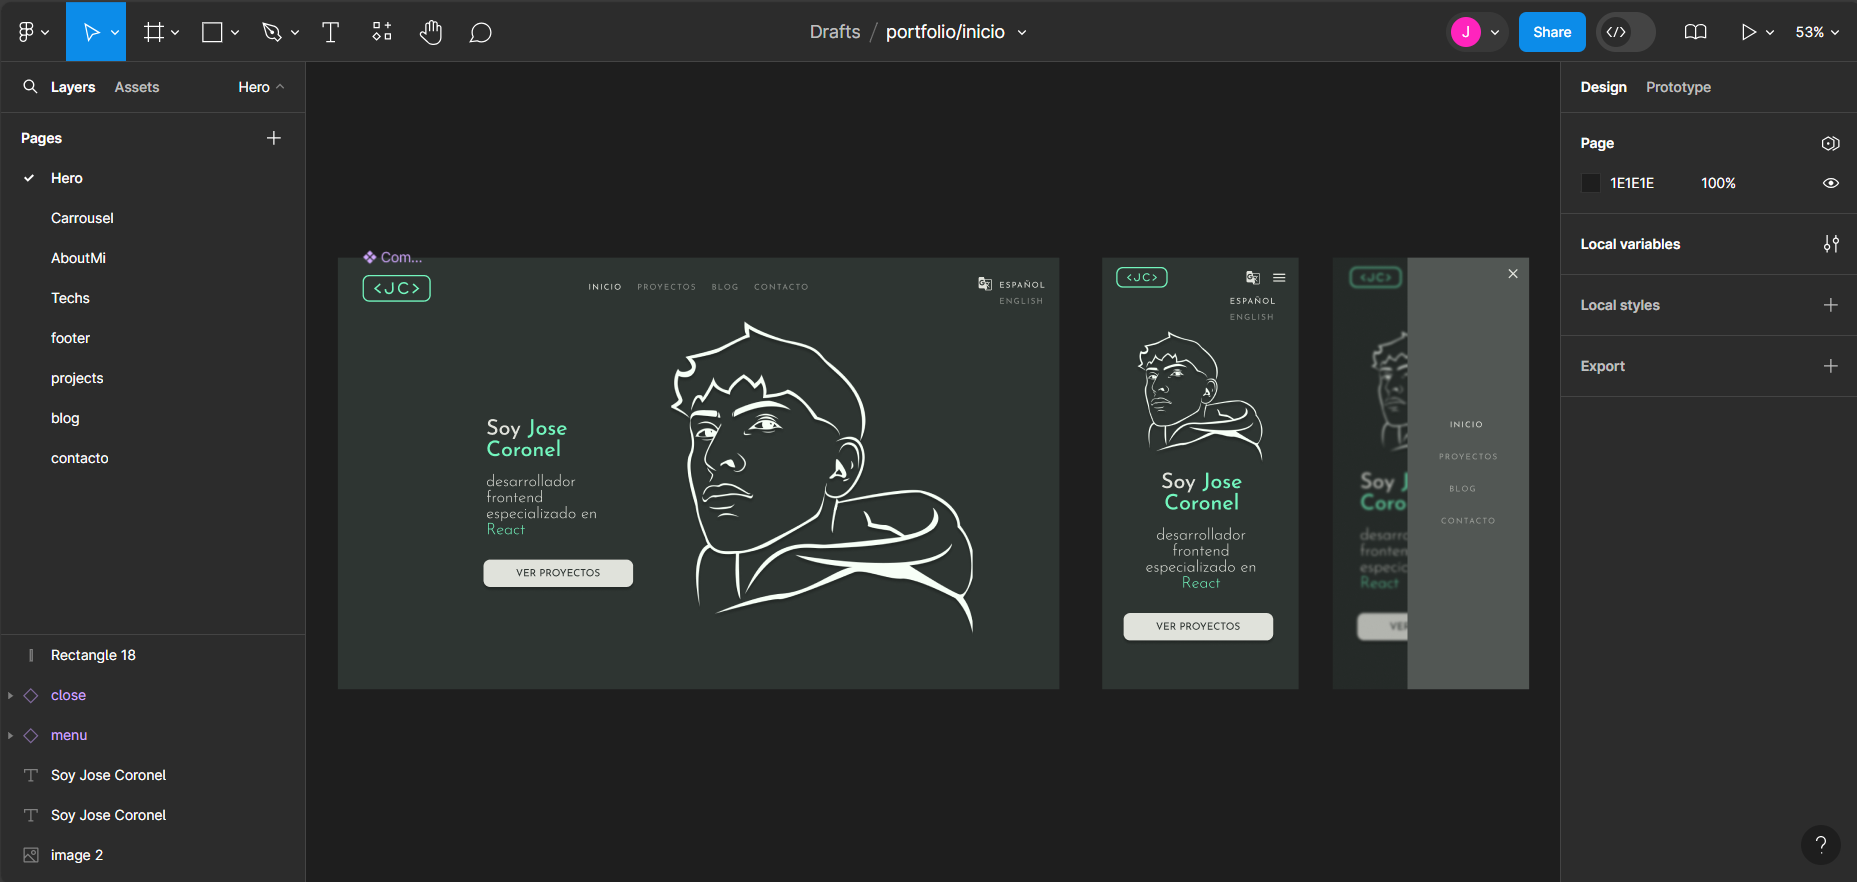 Drafts / portfolio/inicio
J
Share
53%
Layers
Assets
Hero
Pages
Hero
Carrousel
AboutMi
Techs
footer
projects
blog
contacto
Rectangle 18
close
menu
Soy Jose Coronel
Soy Jose Coronel
image 2
Com...
<JC>
INICIO
PROYECTOS
BLOG
CONTACTO
ESPAÑOL
ENGLISH
Soy Jose
Coronel
desarrollador
frontend
especializado en
React
VER PROYECTOS
<JC>
ESPAÑOL
ENGLISH
Soy Jose
Coronel
desarrollador
frontend
especializado en
React
VER PROYECTOS
<JC>
INICIO
PROYECTOS
BLOG
CONTACTO
Soy J
Coro
desarro
fronten
especic
React
VER
Design
Prototype
Page
1E1E1E
100%
Local variables
Local styles
Export
?